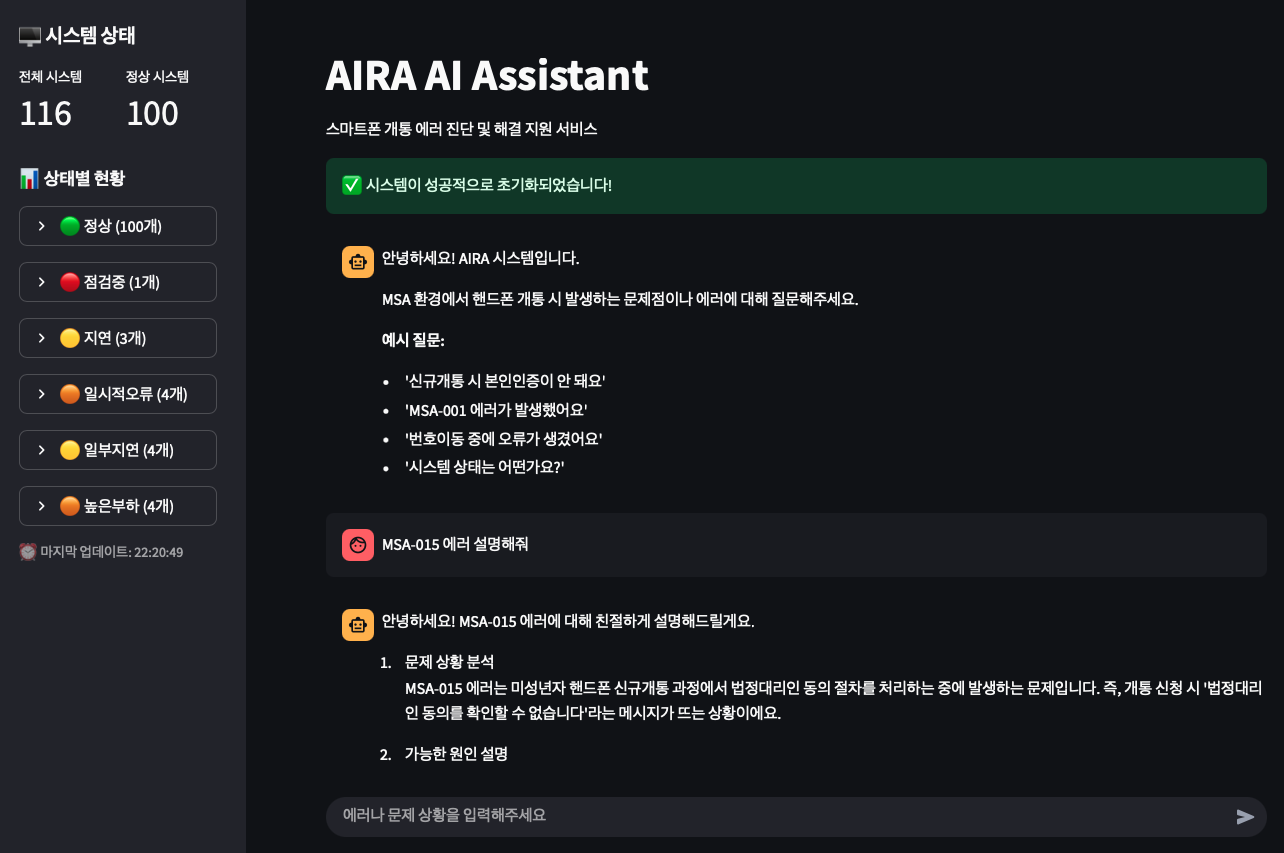 시스템 상태
전체 시스템
정상 시스템
116
100
상태별 현황
정상 (100개)
점검중 (1개)
지연 (3개)
일시적오류 (4개)
일부지연 (4개)
높은부하 (4개)
마지막 업데이트: 22:20:49
AIRA AI Assistant
스마트폰 개통 에러 진단 및 해결 지원 서비스
시스템이 성공적으로 초기화되었습니다!
안녕하세요! AIRA 시스템입니다.
MSA 환경에서 핸드폰 개통 시 발생하는 문제점이나 에러에 대해 질문해주세요.
예시 질문:
• '신규개통 시 본인인증이 안 돼요'
• 'MSA-001 에러가 발생했어요'
• '번호이동 중에 오류가 생겼어요'
• '시스템 상태는 어떤가요?'
MSA-015 에러 설명해줘
안녕하세요! MSA-015 에러에 대해 친절하게 설명해드릴게요.
1. 문제 상황 분석
MSA-015 에러는 미성년자 핸드폰 신규개통 과정에서 법정대리인 동의 절차를 처리하는 중에 발생하는 문제입니다. 즉, 개통 신청 시 '법정대리
인 동의를 확인할 수 없습니다'라는 메시지가 뜨는 상황이에요.
2. 가능한 원인 설명
에러나 문제 상황을 입력해주세요